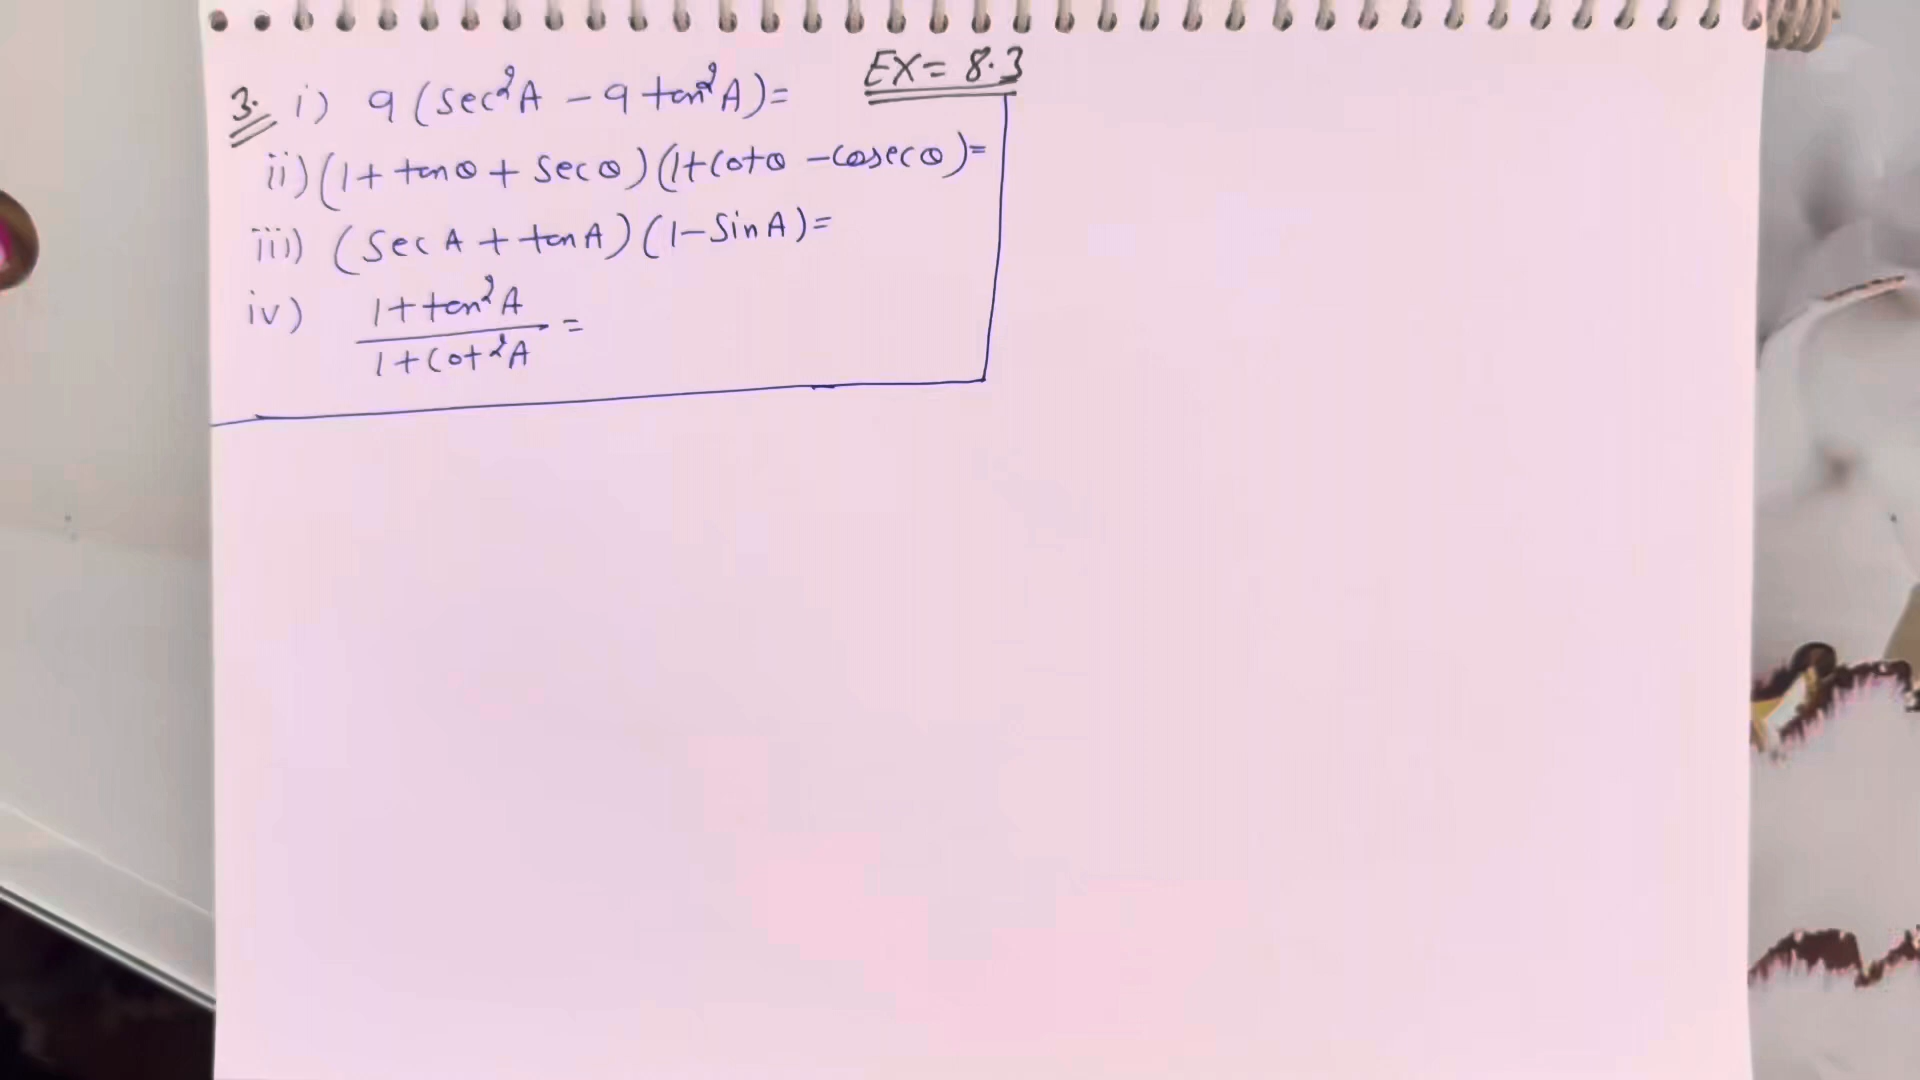 EX = 8.3
3. i) 9 (sec²A - 9 tan²A) =
ii) (1 + tanθ + secθ) (1 + cotθ - cosecθ) =
iii) (sec A + tan A) (1 - sin A) =
iv) 1 + tan²A
1 + cot²A =